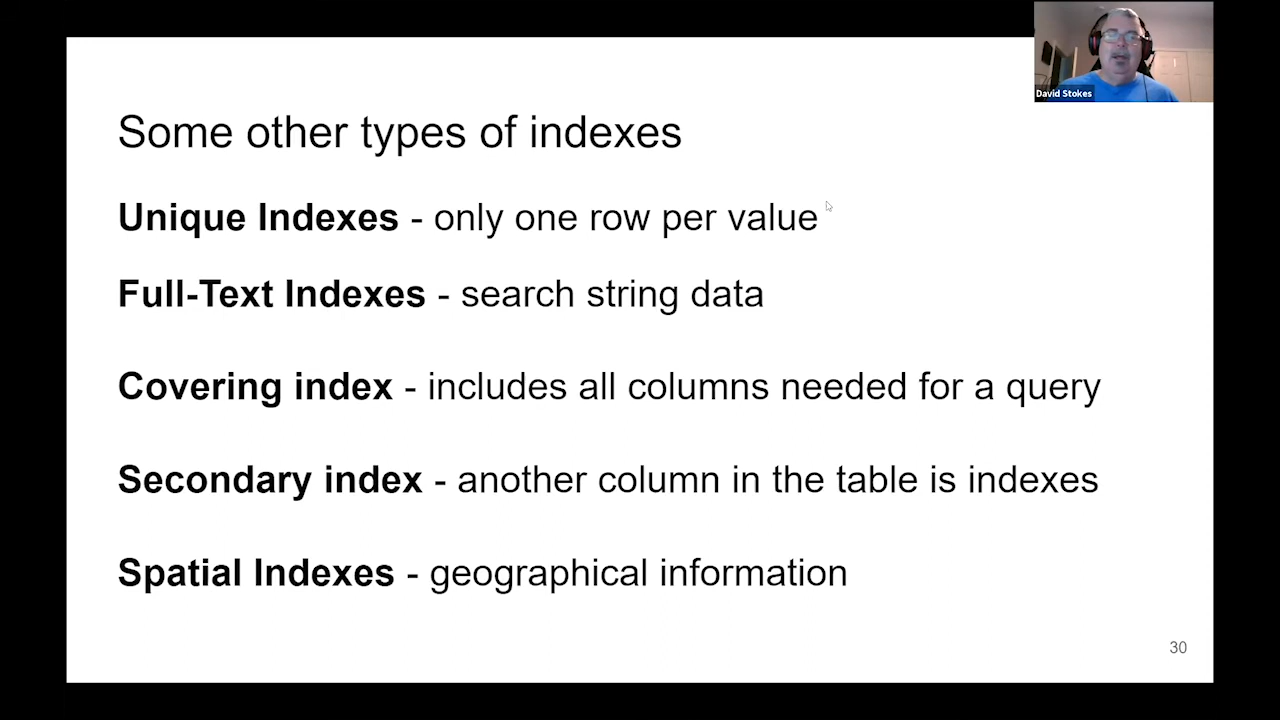 David Stokes
Some other types of indexes
Unique Indexes - only one row per value
Full-Text Indexes - search string data
Covering index - includes all columns needed for a query
Secondary index - another column in the table is indexes
Spatial Indexes - geographical information
30